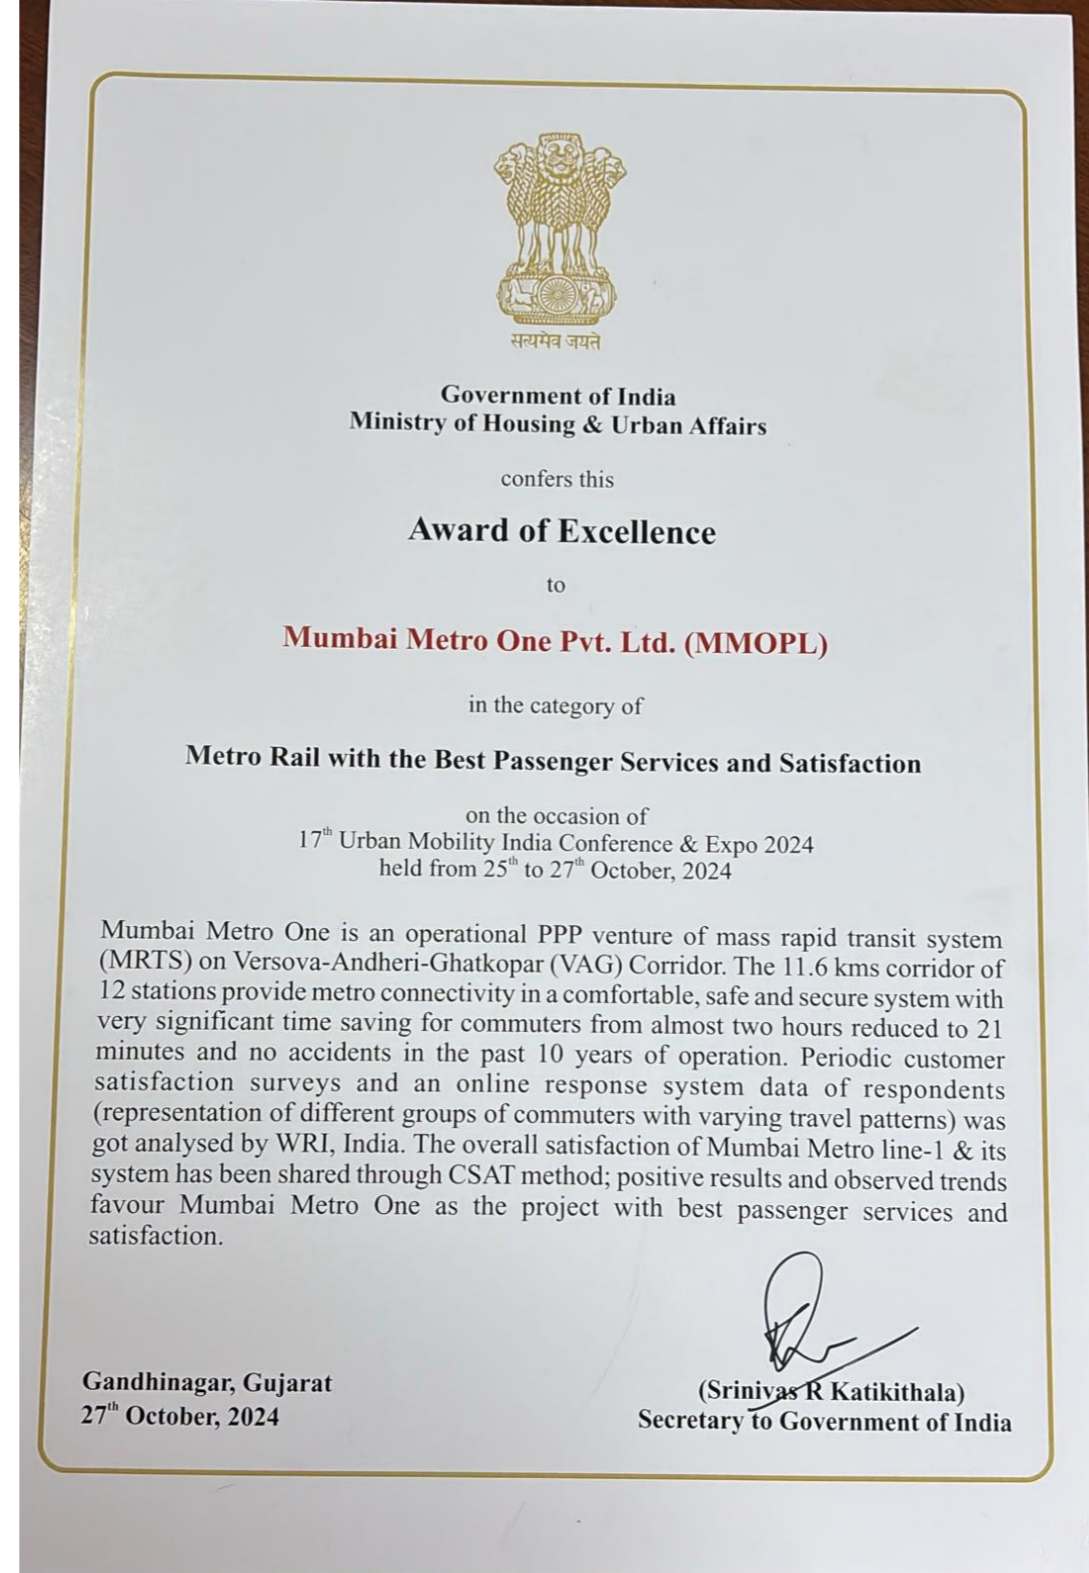 सत्यमेव जयते
Government of India
Ministry of Housing & Urban Affairs
confers this
Award of Excellence
to
Mumbai Metro One Pvt. Ltd. (MMOPL)
in the category of
Metro Rail with the Best Passenger Services and Satisfaction
on the occasion of
17th Urban Mobility India Conference & Expo 2024
held from 25th to 27th October, 2024
Mumbai Metro One is an operational PPP venture of mass rapid transit system
(MRTS) on Versova-Andheri-Ghatkopar (VAG) Corridor. The 11.6 kms corridor of
12 stations provide metro connectivity in a comfortable, safe and secure system with
very significant time saving for commuters from almost two hours reduced to 21
minutes and no accidents in the past 10 years of operation. Periodic customer
satisfaction surveys and an online response system data of respondents
(representation of different groups of commuters with varying travel patterns) was
got analysed by WRI, India. The overall satisfaction of Mumbai Metro line-1 & its
system has been shared through CSAT method; positive results and observed trends
favour Mumbai Metro One as the project with best passenger services and
satisfaction.
Gandhinagar, Gujarat
27th October, 2024
(Srinivas R Katikithala)
Secretary to Government of India